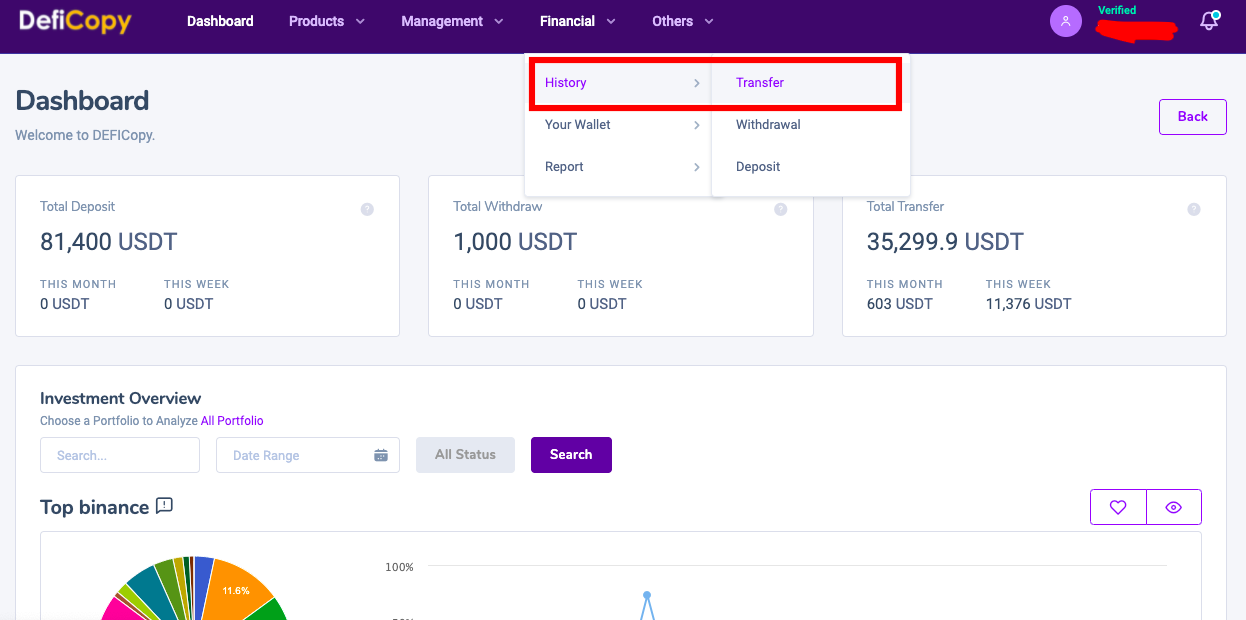 DefiCopy
Dashboard Products Management Financial Others
Verified
History Transfer
Your Wallet Withdrawal
Report Deposit
Dashboard
Welcome to DEFICopy.
Back
Total Deposit
81,400 USDT
THIS MONTH THIS WEEK
0 USDT 0 USDT
Total Withdraw
1,000 USDT
THIS MONTH THIS WEEK
0 USDT 0 USDT
Total Transfer
35,299.9 USDT
THIS MONTH THIS WEEK
603 USDT 11,376 USDT
Investment Overview
Choose a Portfolio to Analyze All Portfolio
Search... Date Range All Status Search
Top binance
11.6%
100%